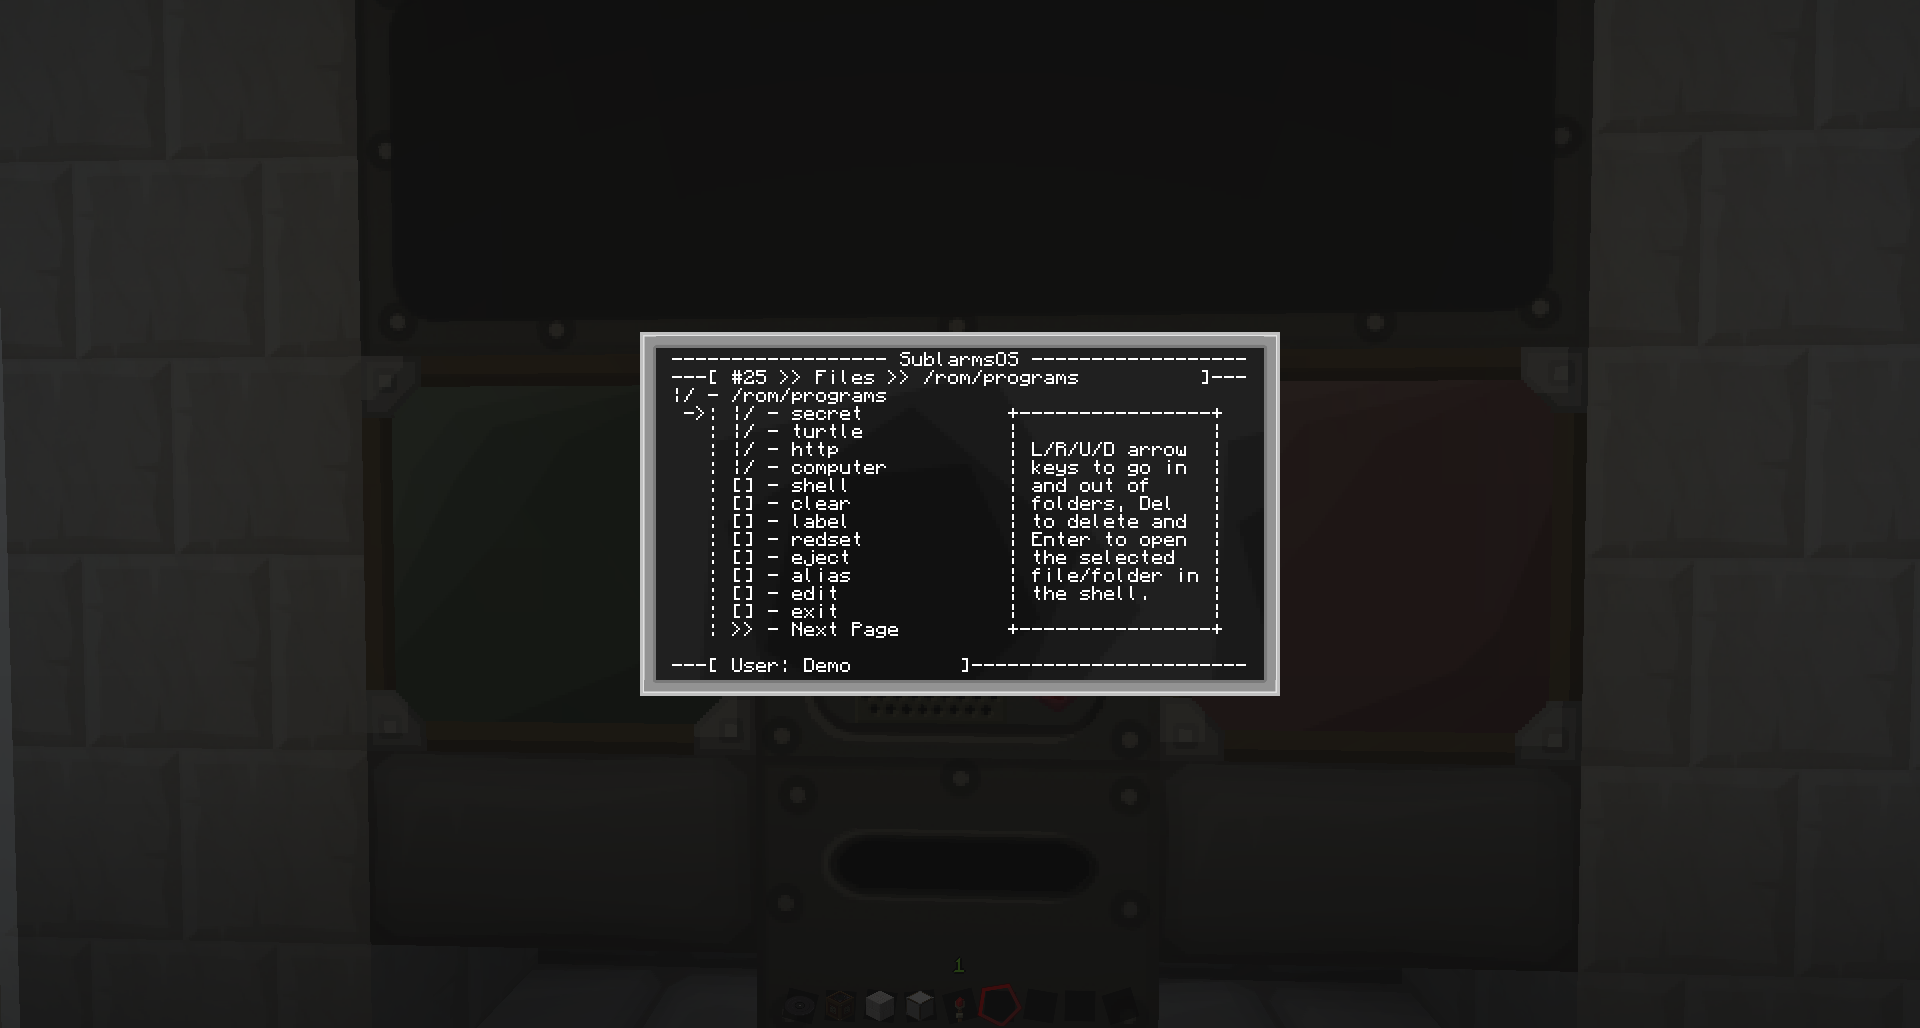 ------------------ SublarmsOS ------------------
---[ #25 >> Files >> /rom/programs ]---
|/ - /rom/programs
->: |/ - secret
: |/ - turtle
: |/ - http
: |/ - computer
: [] - shell
: [] - clear
: [] - label
: [] - redset
: [] - eject
: [] - alias
: [] - edit
: [] - exit
: >> - Next Page
L/R/U/D arrow
keys to go in
and out of
folders, Del
to delete and
Enter to open
the selected
file/folder in
the shell.
---[ User: Demo ]-----------------------
1